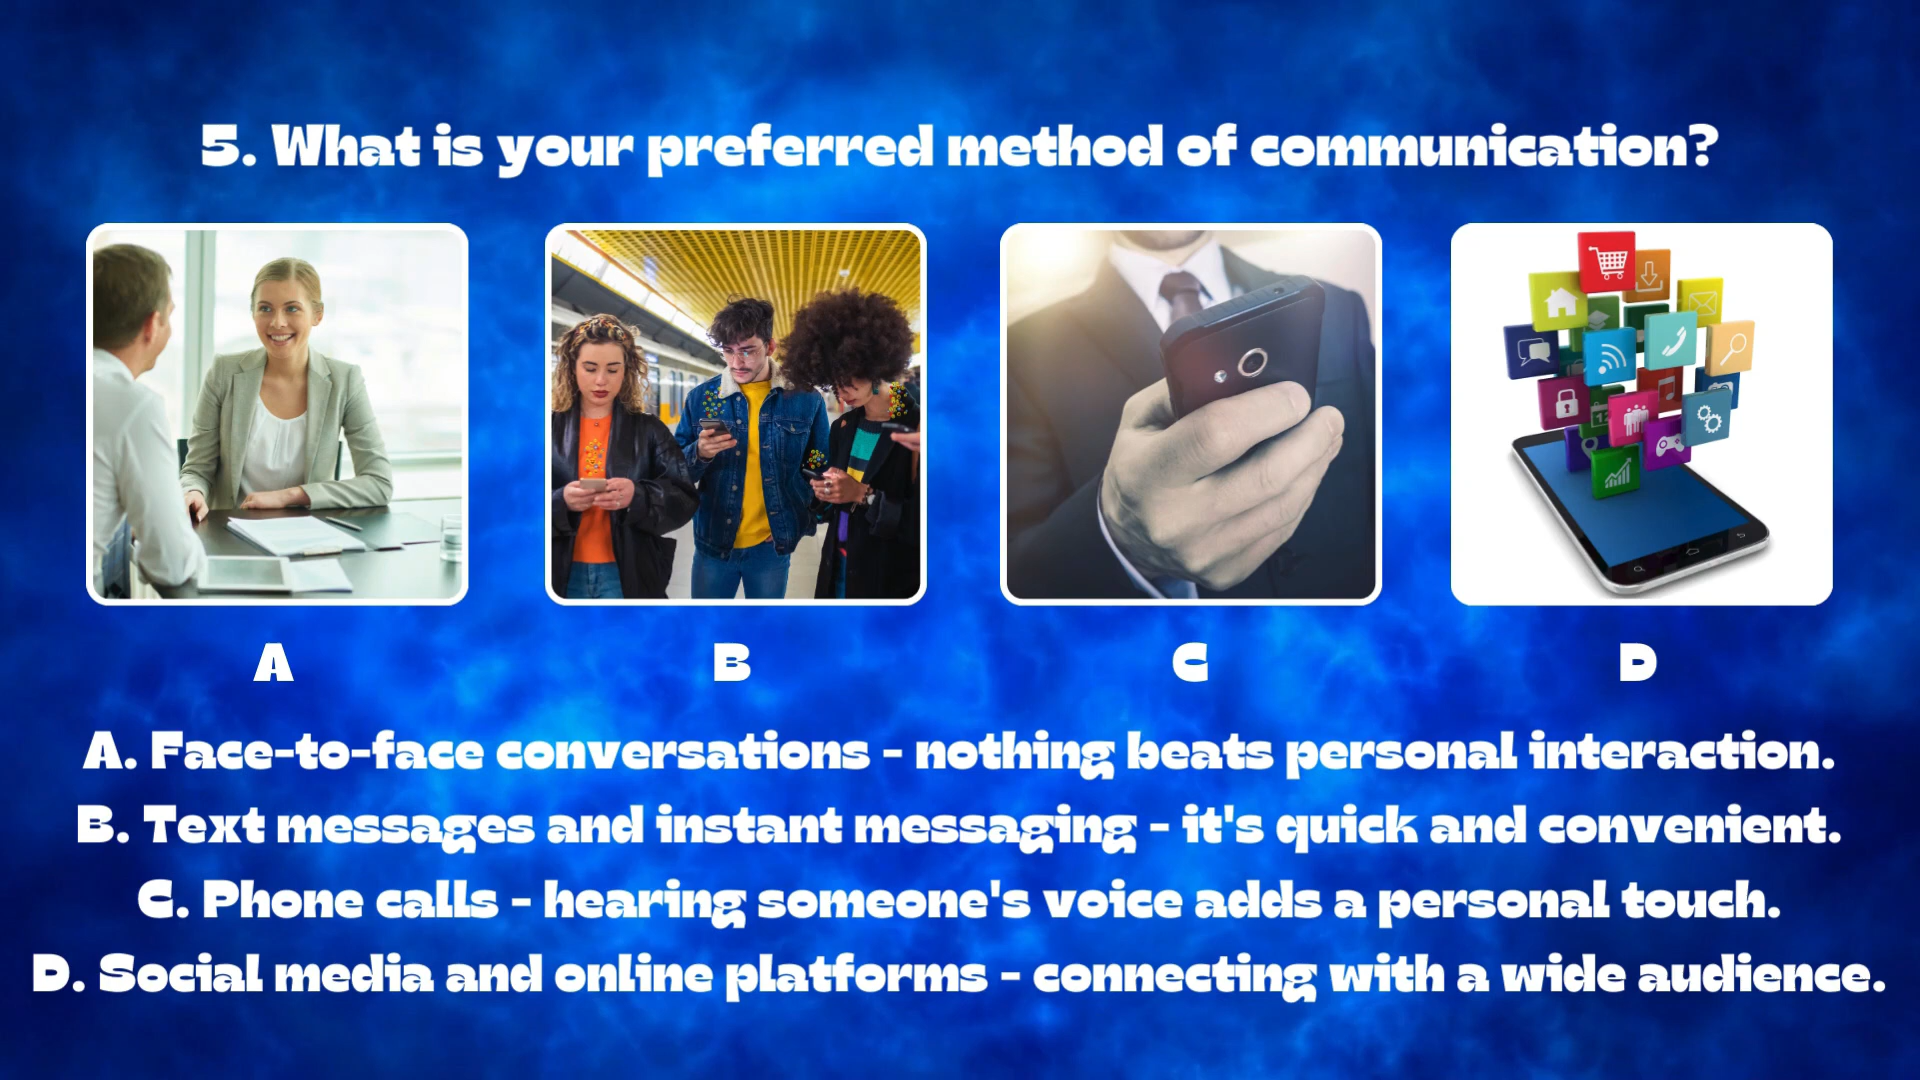 5. What is your preferred method of communication?
A
B
C
D
A. Face-to-face conversations - nothing beats personal interaction.
B. Text messages and instant messaging - it's quick and convenient.
C. Phone calls - hearing someone's voice adds a personal touch.
D. Social media and online platforms - connecting with a wide audience.